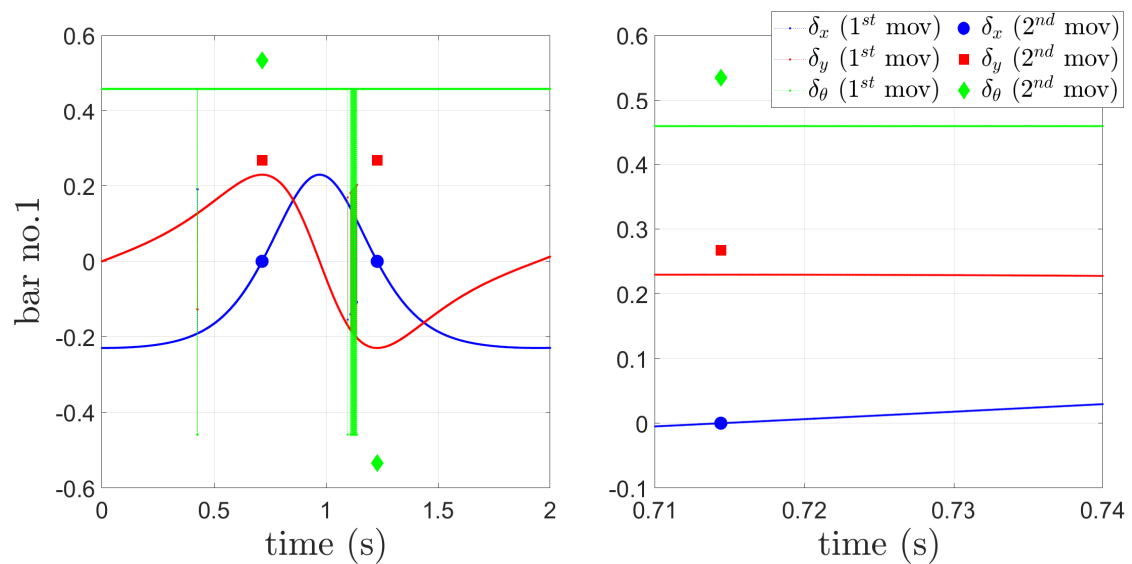 bar no.1
0.6
0.4
0.2
0
-0.2
-0.4
-0.6
0 0.5 1 1.5 2
time (s)
δx (1st mov) δx (2nd mov)
δy (1st mov) δy (2nd mov)
δθ (1st mov) δθ (2nd mov)
0.6
0.5
0.4
0.3
0.2
0.1
0
-0.1
0.71 0.72 0.73 0.74
time (s)